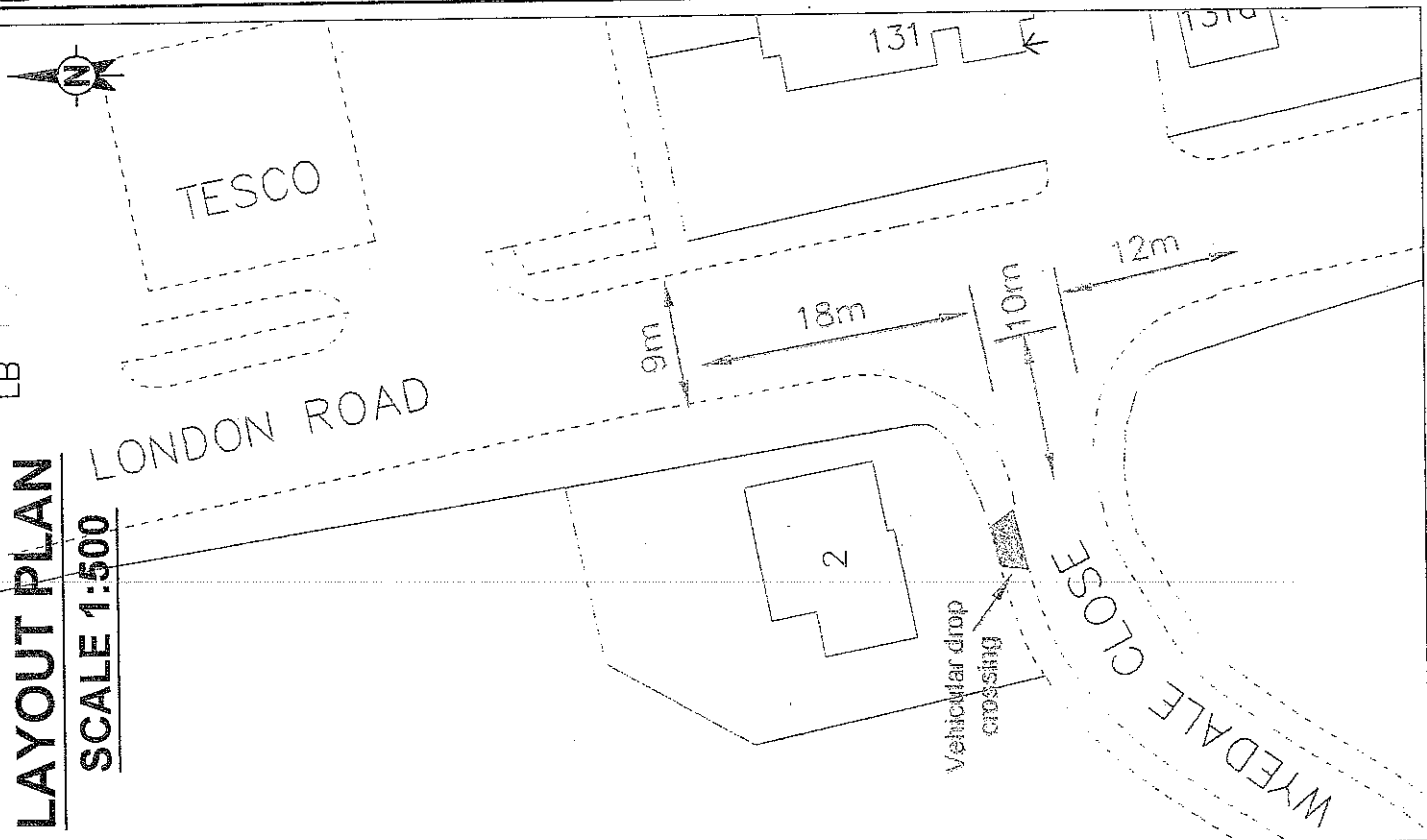 LB
LAYOUT PLAN
SCALE 1:500
N
TESCO
LONDON ROAD
131
131a
9m
18m
10m
12m
2
Vehicular drop
crossing
WYEDALE CLOSE